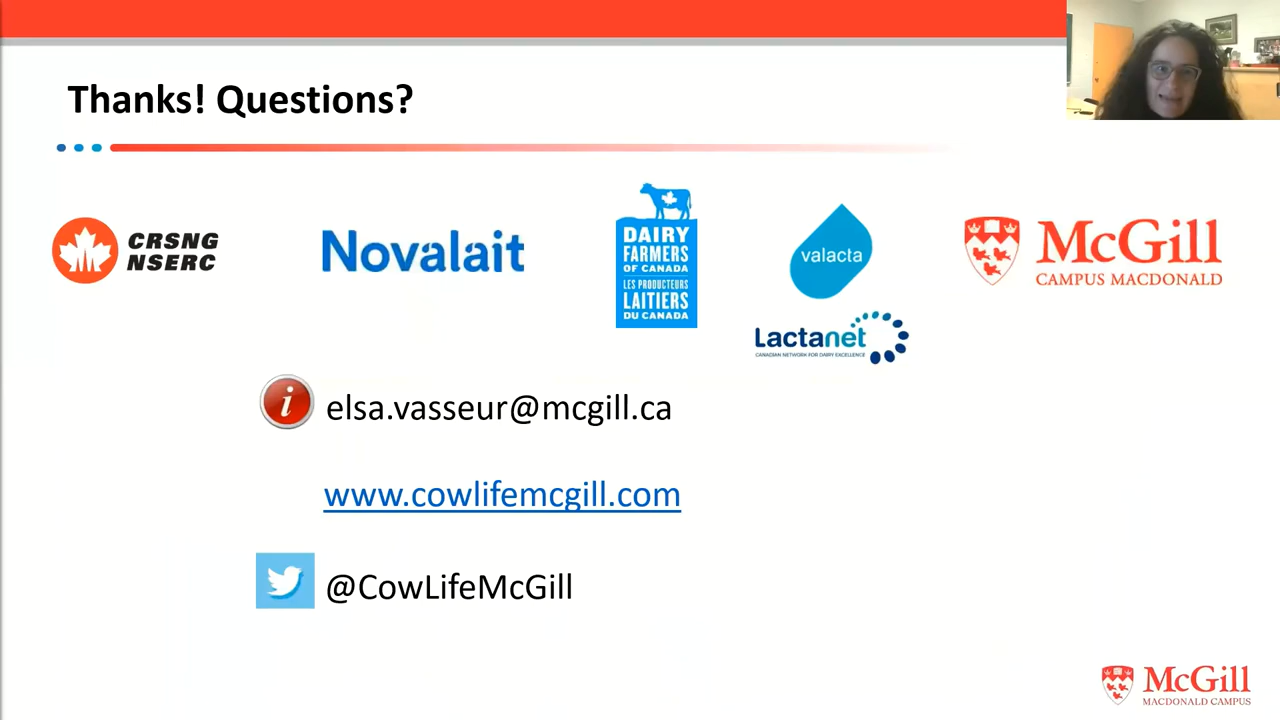 Thanks! Questions?
CRSNG
NSERC
Novalait
DAIRY
FARMERS
OF CANADA
LES PRODUCTEURS
LAITIERS
DU CANADA
valacta
Lactanet
CANADIAN NETWORK FOR DAIRY EXCELLENCE
McGill
CAMPUS MACDONALD
i
elsa.vasseur@mcgill.ca
www.cowlifemcgill.com
@CowLifeMcGill
McGill
MACDONALD CAMPUS